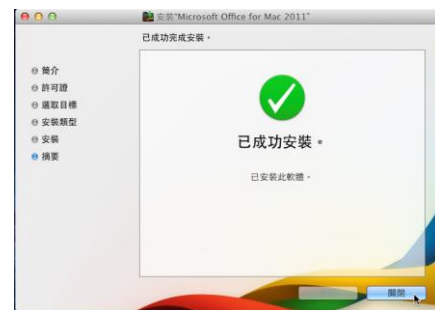 安裝"Microsoft Office for Mac 2011"
已成功完成安裝。
簡介
許可證
選取目標
安裝類型
安裝
摘要
已成功安裝。
已安裝此軟體。
關閉